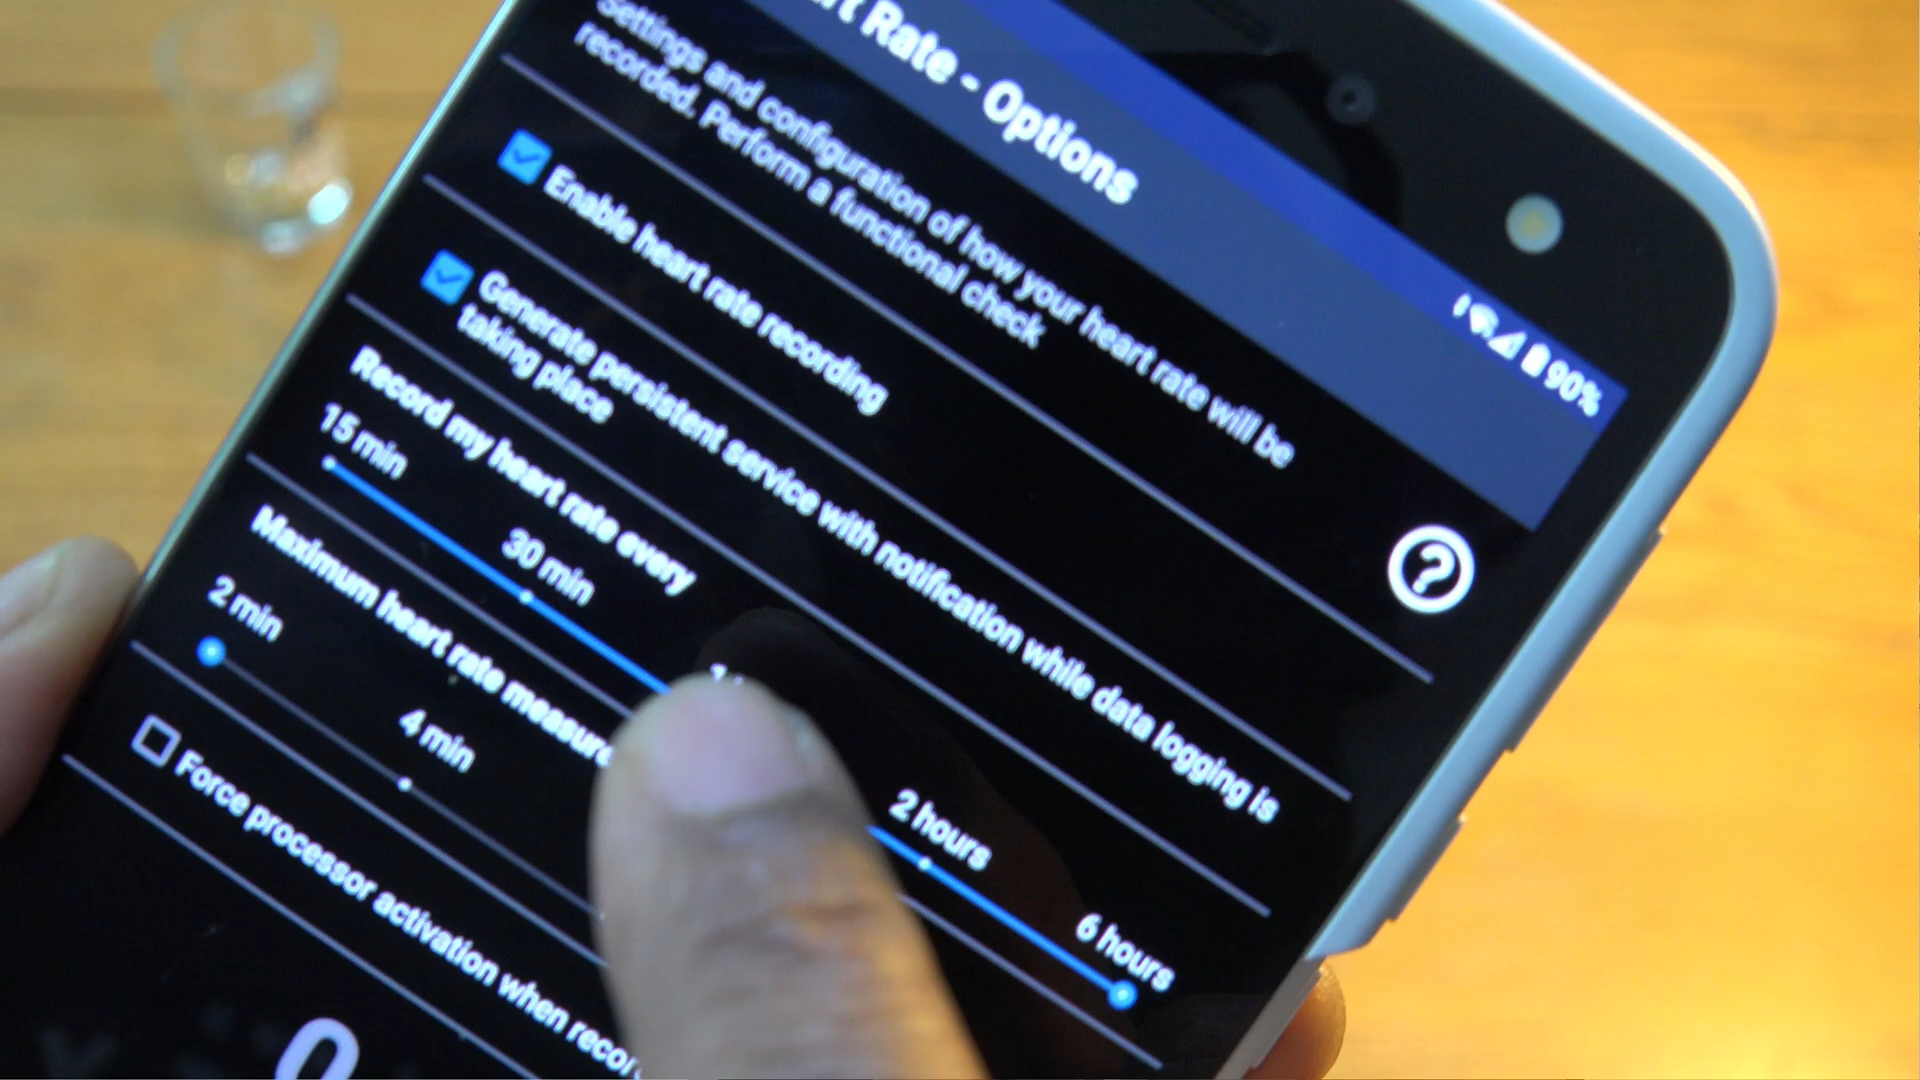 90%
Rate - Options
Settings and configuration of how your heart rate will be
recorded. Perform a functional check
Enable heart rate recording
Generate persistent service with notification while data logging is
taking place
Record my heart rate every
15 min
30 min
2 hours
6 hours
Maximum heart rate
2 min
4 min
Force processor activation when